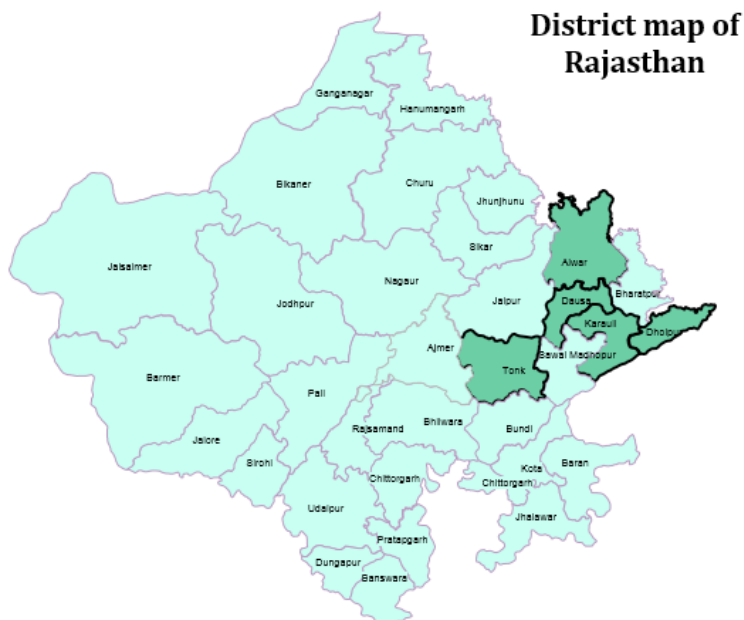 District map of
Rajasthan
Ganganagar
Hanumangarh
Bikaner
Churu
Jhunjhunu
Sikar
Alwar
Jaisalmer
Nagaur
Jaipur
Bharatpur
Jodhpur
Dausa
Karauli
Dholpur
Ajmer
Sawai Madhopur
Tonk
Barmer
Pali
Rajsamand
Bhilwara
Bundi
Jalore
Sirohi
Chittorgarh
Kota
Baran
Chittorgarh
Udaipur
Jhalawar
Pratapgarh
Dungapur
Banswara